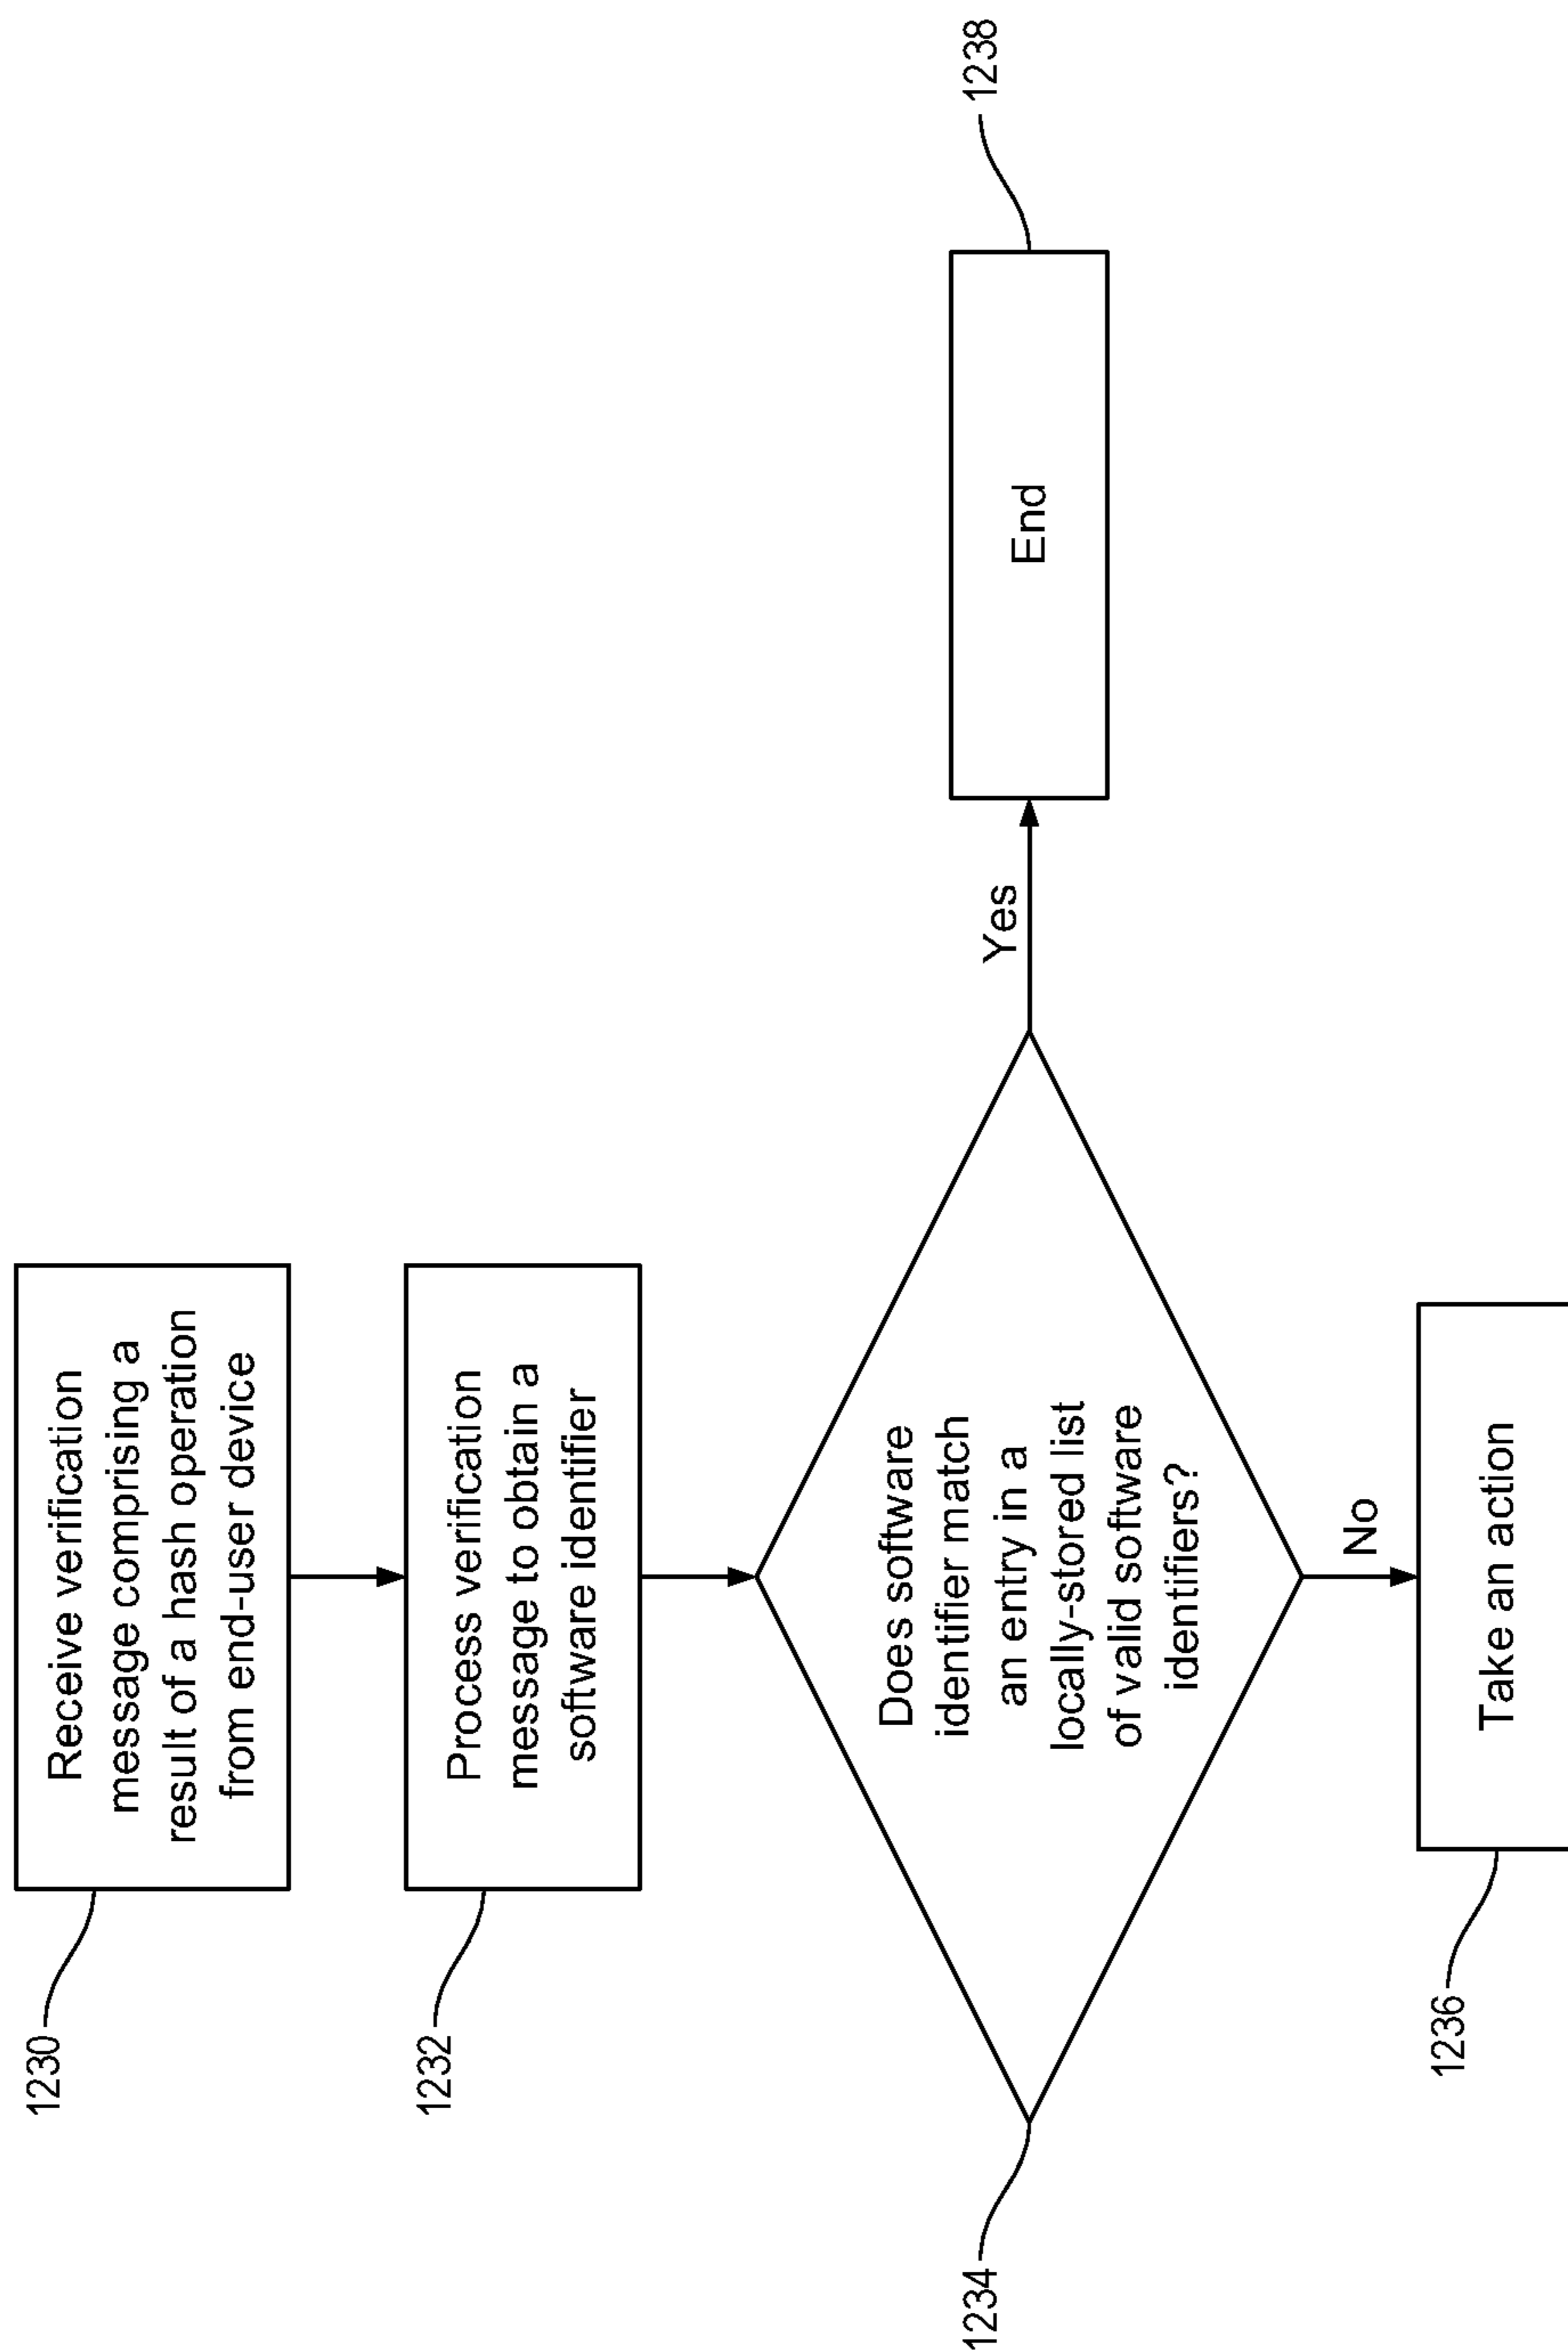 1230
Receive verification
message comprising a
result of a hash operation
from end-user device
1232
Process verification
message to obtain a
software identifier
1234
Does software
identifier match
an entry in a
locally-stored list
of valid software
identifiers?
Yes
End
1238
No
1236
Take an action